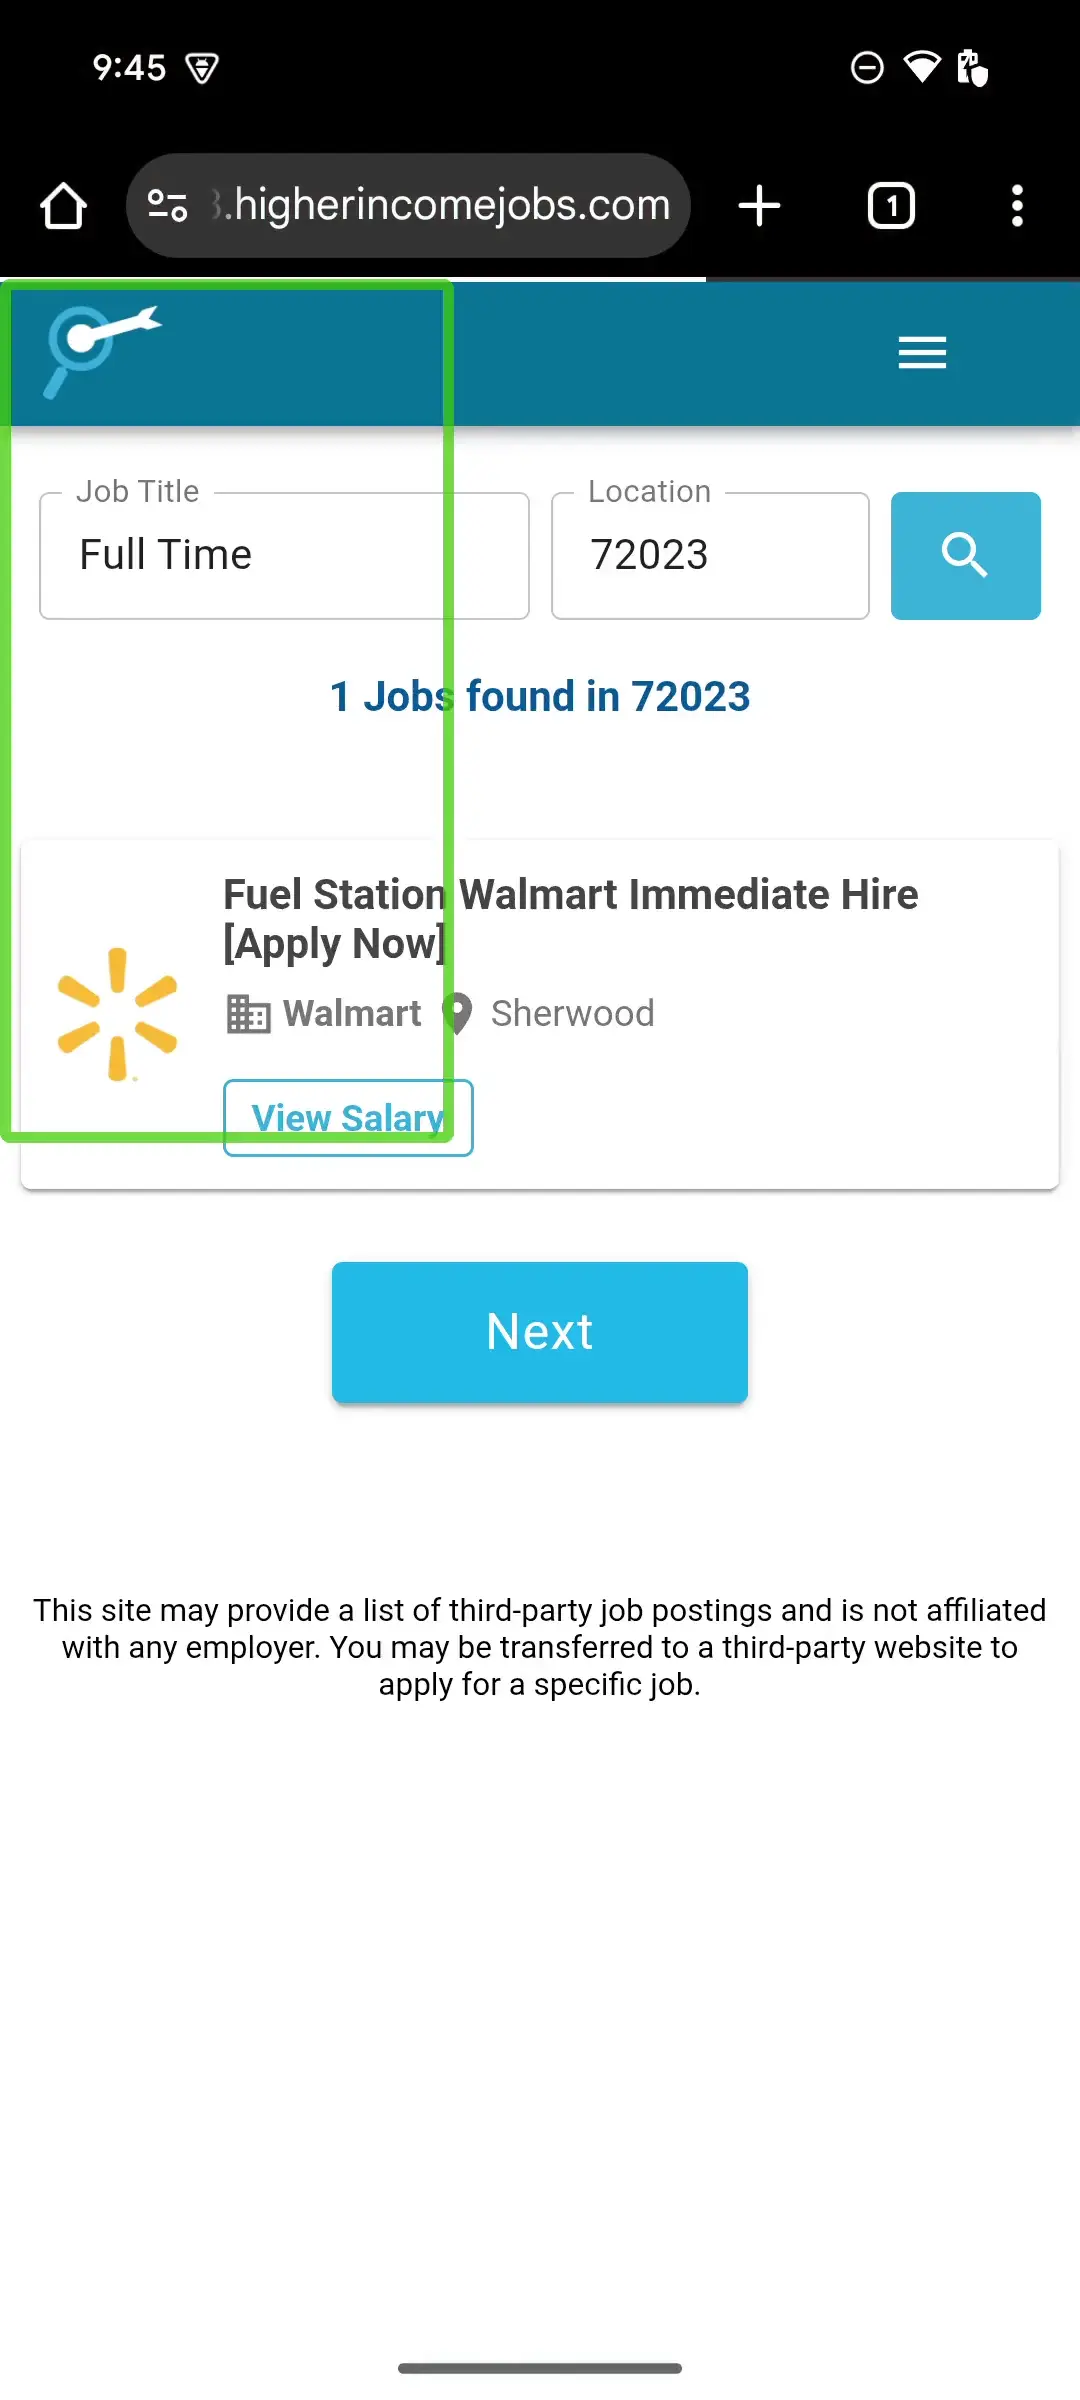 9:45
.higherincomejobs.com
1
Job Title
Location
Full Time
72023
1 Jobs found in 72023
Fuel Station Walmart Immediate Hire
[Apply Now]
Walmart Sherwood
View Salary
Next
This site may provide a list of third-party job postings and is not affiliated
with any employer. You may be transferred to a third-party website to
apply for a specific job.